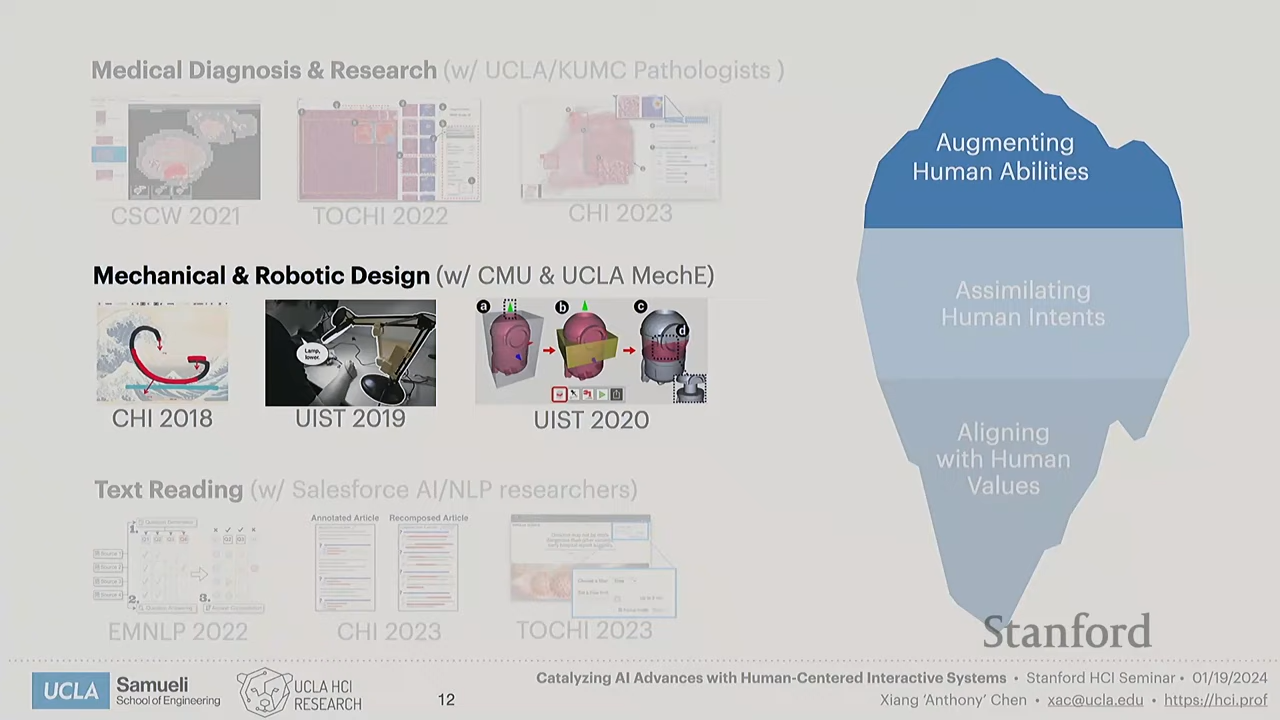 Medical Diagnosis & Research (w/ UCLA/KUMC Pathologists )
CSCW 2021
TOCHI 2022
CHI 2023
Mechanical & Robotic Design (w/ CMU & UCLA MechE)
Lamp, lower.
a
b
c
d
CHI 2018
UIST 2019
UIST 2020
Text Reading (w/ Salesforce AI/NLP researchers)
1.
2.
3.
Annotated Article
Recomposed Article
EMNLP 2022
CHI 2023
TOCHI 2023
Augmenting
Human Abilities
Assimilating
Human Intents
Aligning
with Human
Values
Stanford
UCLA
Samueli
School of Engineering
UCLA HCI
RESEARCH
12
Catalyzing AI Advances with Human-Centered Interactive Systems • Stanford HCI Seminar • 01/19/2024
Xiang ‘Anthony’ Chen • xac@ucla.edu • https://hci.prof